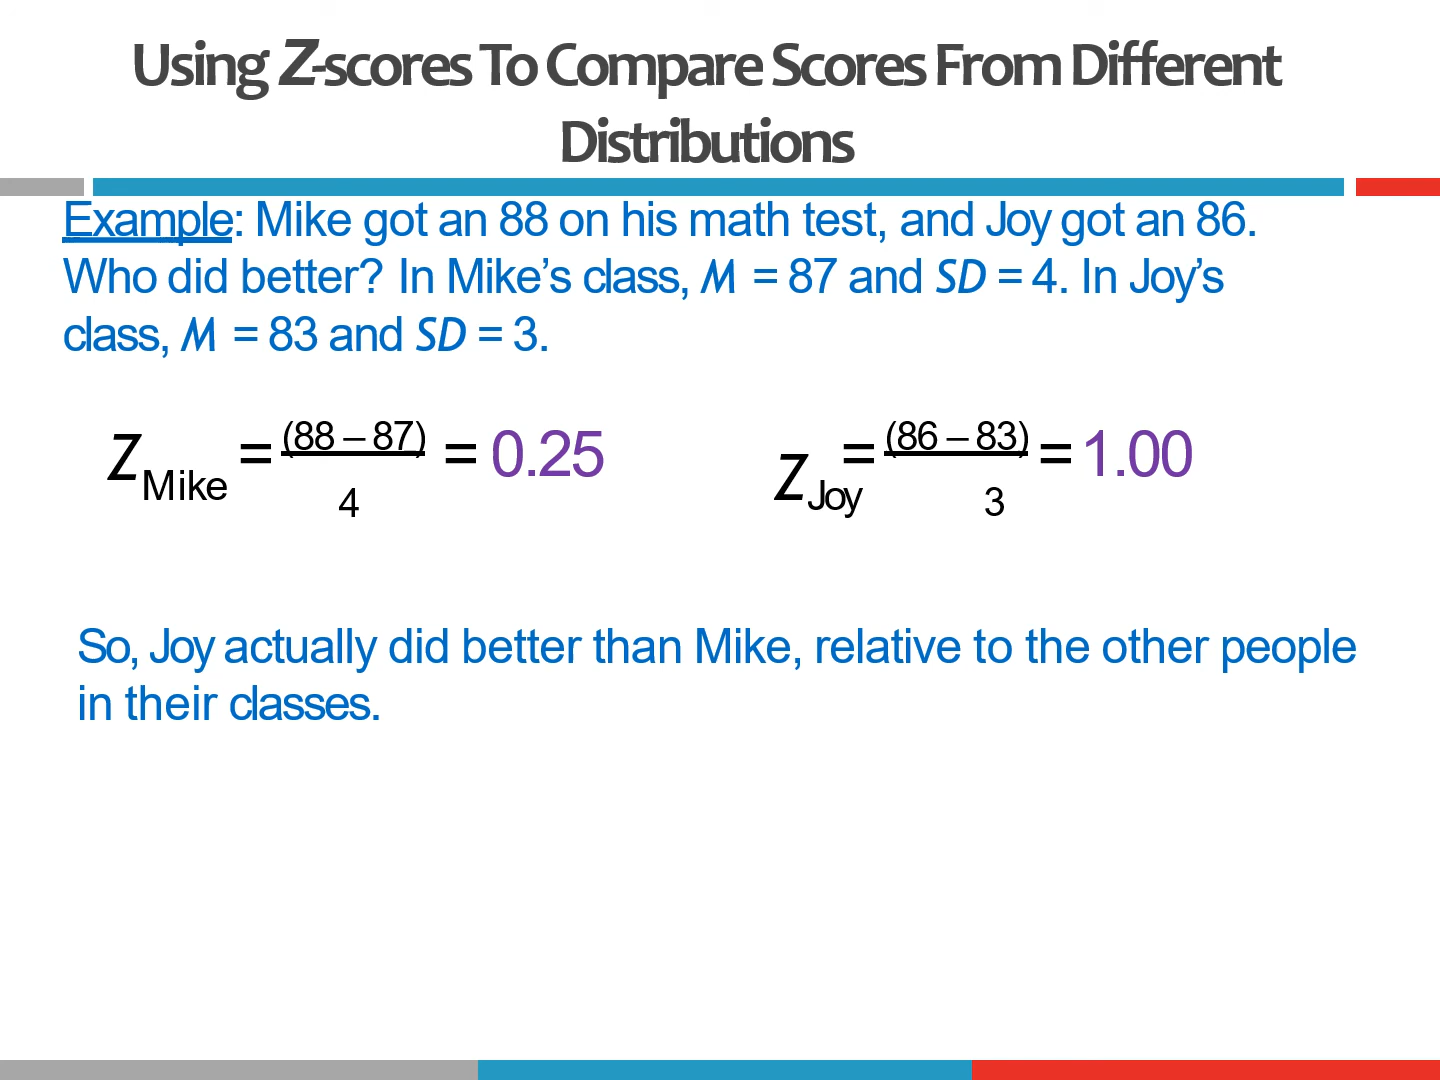 Using Z-scores To Compare Scores From Different
Distributions
Example: Mike got an 88 on his math test, and Joy got an 86.
Who did better? In Mike’s class, M = 87 and SD = 4. In Joy’s
class, M = 83 and SD = 3.
Z Mike = (88 – 87) = 0.25
4
Z Joy = (86 – 83) = 1.00
3
So, Joy actually did better than Mike, relative to the other people
in their classes.